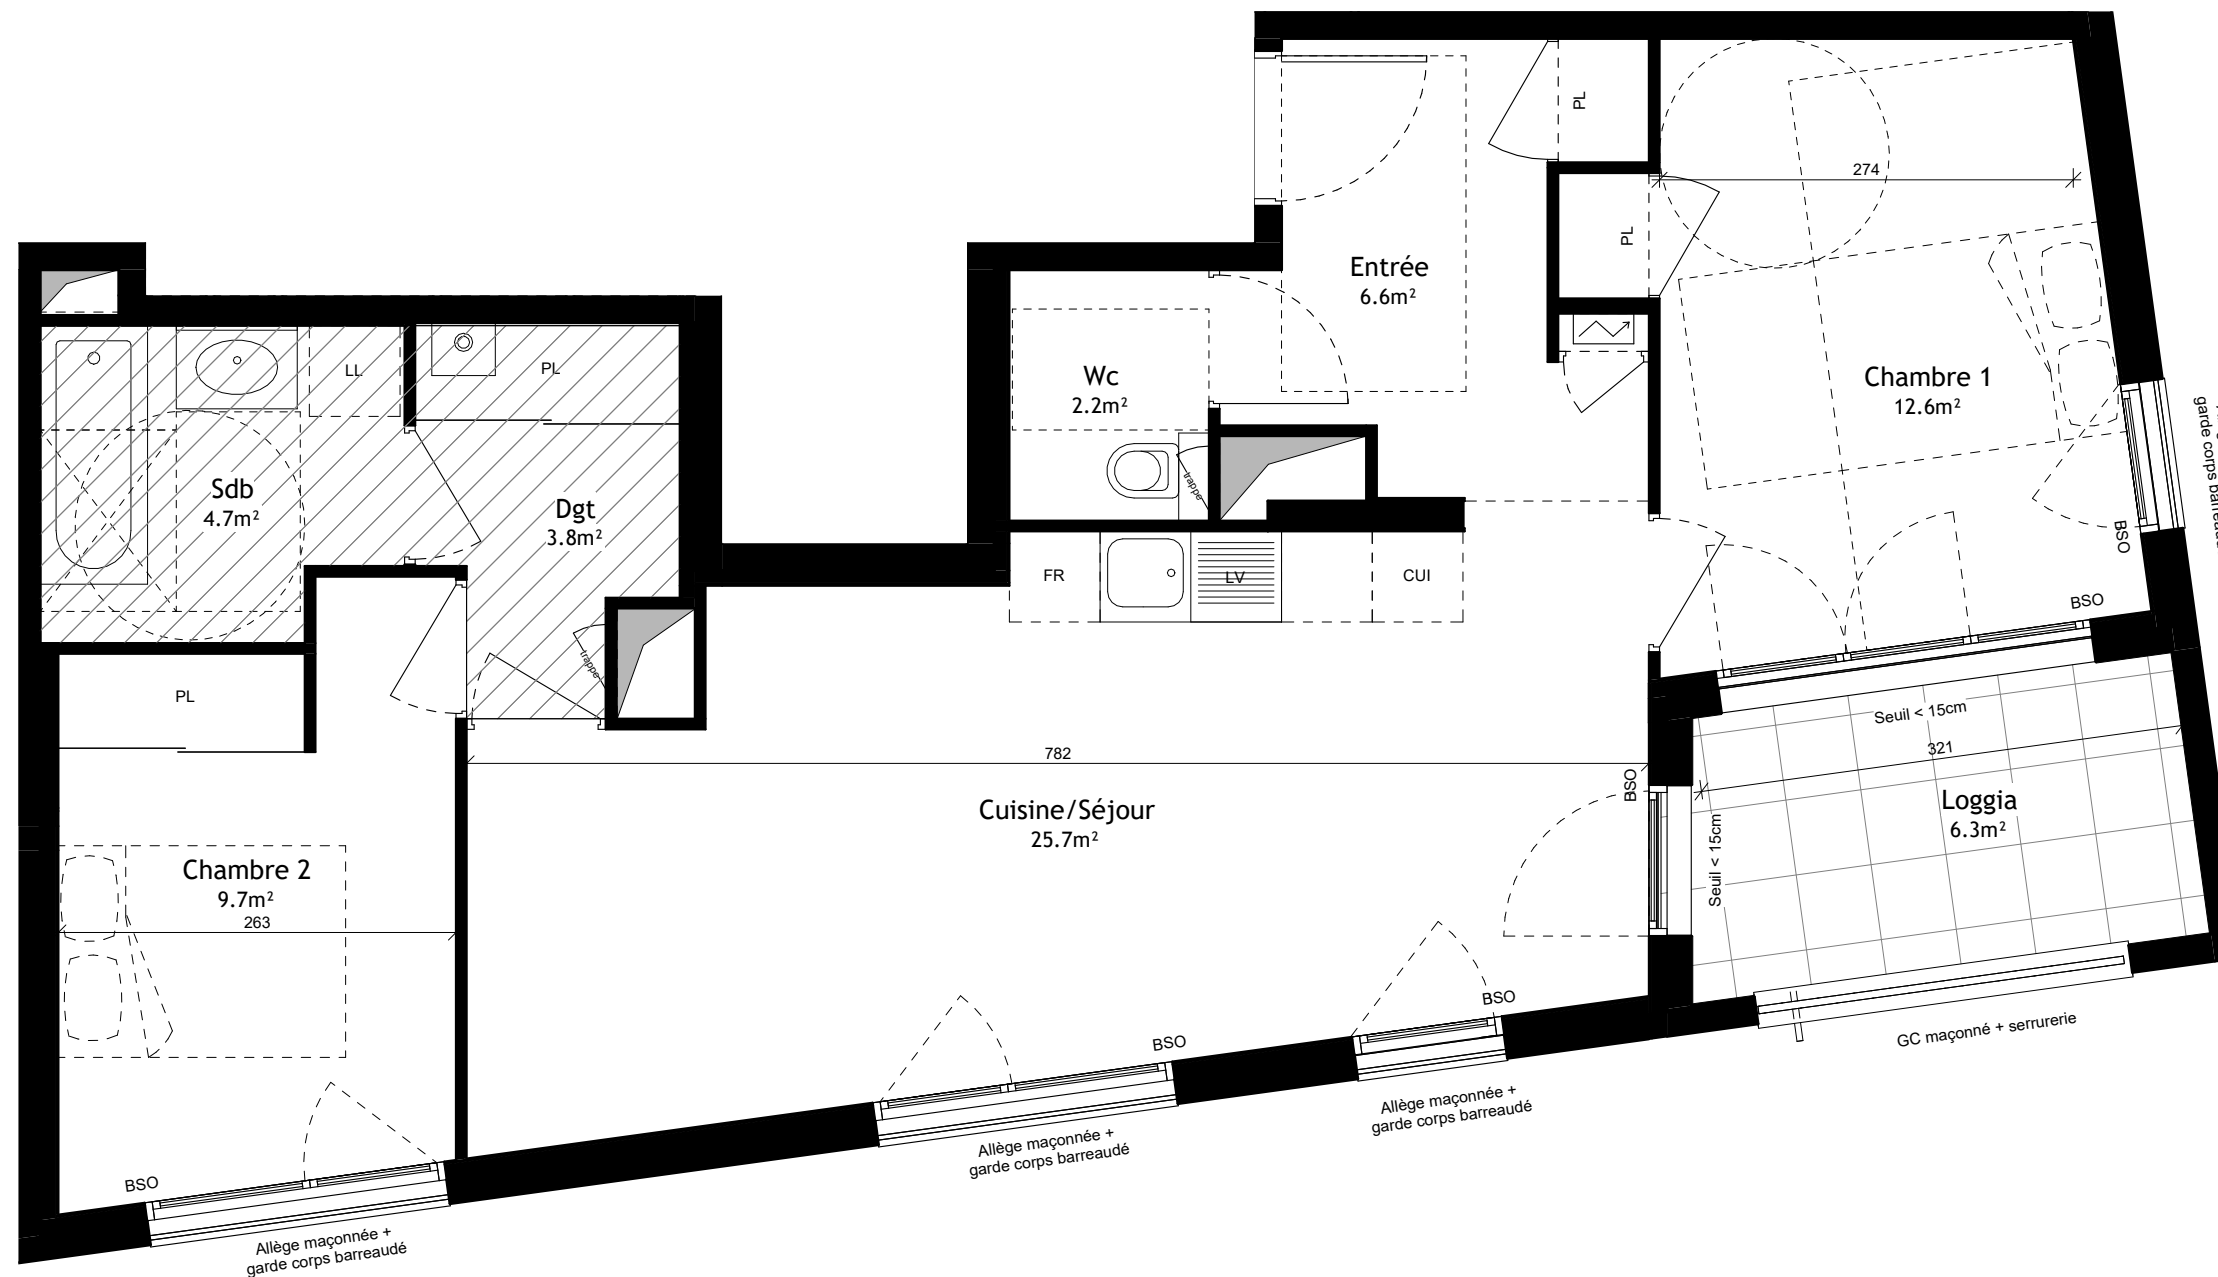 PL
274
PL
Entrée
6.6m²
Wc
2.2m²
trappe
Chambre 1
12.6m²
garde corps
BSO
BSO
LL
PL
Sdb
4.7m²
Dgt
3.8m²
trappe
FR
LV
CUI
PL
Seuil < 15cm
321
Loggia
6.3m²
Seuil < 15cm
BSO
782
Cuisine/Séjour
25.7m²
Chambre 2
9.7m²
263
BSO
GC maçonné + serrurerie
BSO
Allège maçonnée +
garde corps barreaudé
Allège maçonnée +
garde corps barreaudé
BSO
Allège maçonnée +
garde corps barreaudé